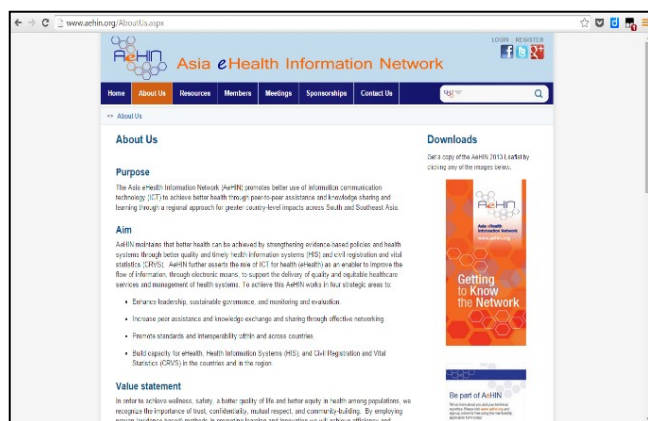 www.aehin.org/AboutUs.aspx
LOGIN REGISTER
AeHIN
Asia eHealth Information Network
Home About Us Resources Members Meetings Sponsorships Contact Us
>> About Us
About Us
Purpose
The Asia eHealth Information Network (AeHIN) promotes better use of information communication
technology (ICT) to achieve better health through peer-to-peer assistance and knowledge sharing and
learning through a regional approach for greater country-level impacts across South and Southeast Asia.
Aim
AeHIN maintains that better health can be achieved by strengthening evidence-based policies and health
systems through better quality and timely health information systems (HIS) and civil registration and vital
statistics (CRVS). AeHIN further asserts the role of ICT for health (eHealth) as an enabler to improve the
flow of information, through electronic means, to support the delivery of quality and equitable healthcare
services and management of health systems. To achieve this AeHIN works in four strategic areas to:
• Enhance leadership, sustainable governance, and monitoring and evaluation.
• Increase peer assistance and knowledge exchange and sharing through effective networking.
• Promote standards and interoperability within and across countries.
• Build capacity for eHealth, Health Information Systems (HIS), and Civil Registration and Vital
Statistics (CRVS) in the countries and in the region.
Value statement
In order to achieve wellness, safety, a better quality of life and better equity in health among populations, we
recognize the importance of trust, confidentiality, mutual respect, and community-building. By employing
Downloads
Get a copy of the AeHIN 2013 Leaflet by
clicking any of the images below.
AeHIN
Asia eHealth
Information Network
www.aehin.org
Getting
to Know
the Network
Be part of AeHIN